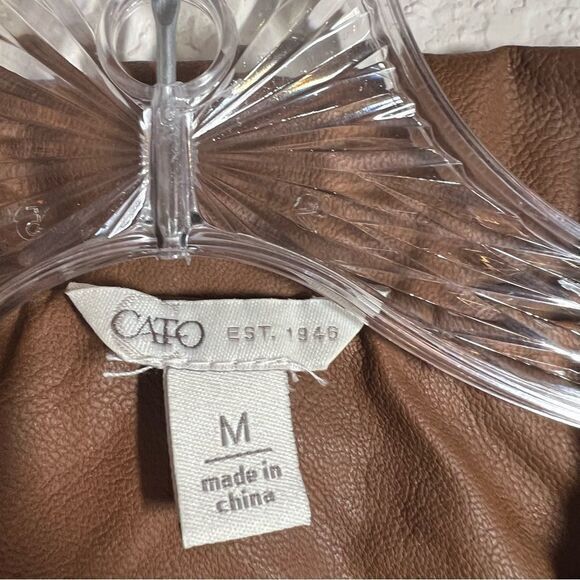 CATO EST. 1946
M
made in
china